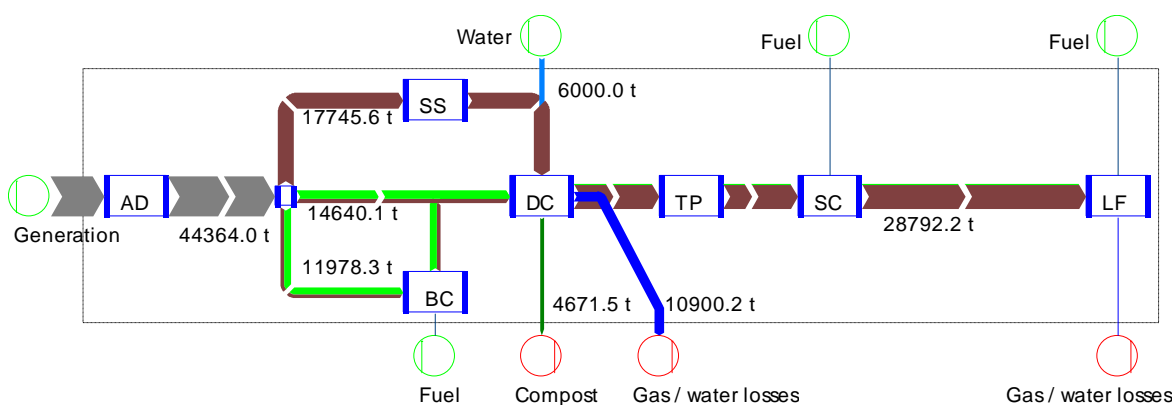 Water
Fuel
Fuel
6000.0 t
SS
17745.6 t
AD
DC
TP
SC
LF
14640.1 t
28792.2 t
Generation
44364.0 t
11978.3 t
BC
4671.5 t
10900.2 t
Fuel
Compost
Gas / water losses
Gas / water losses